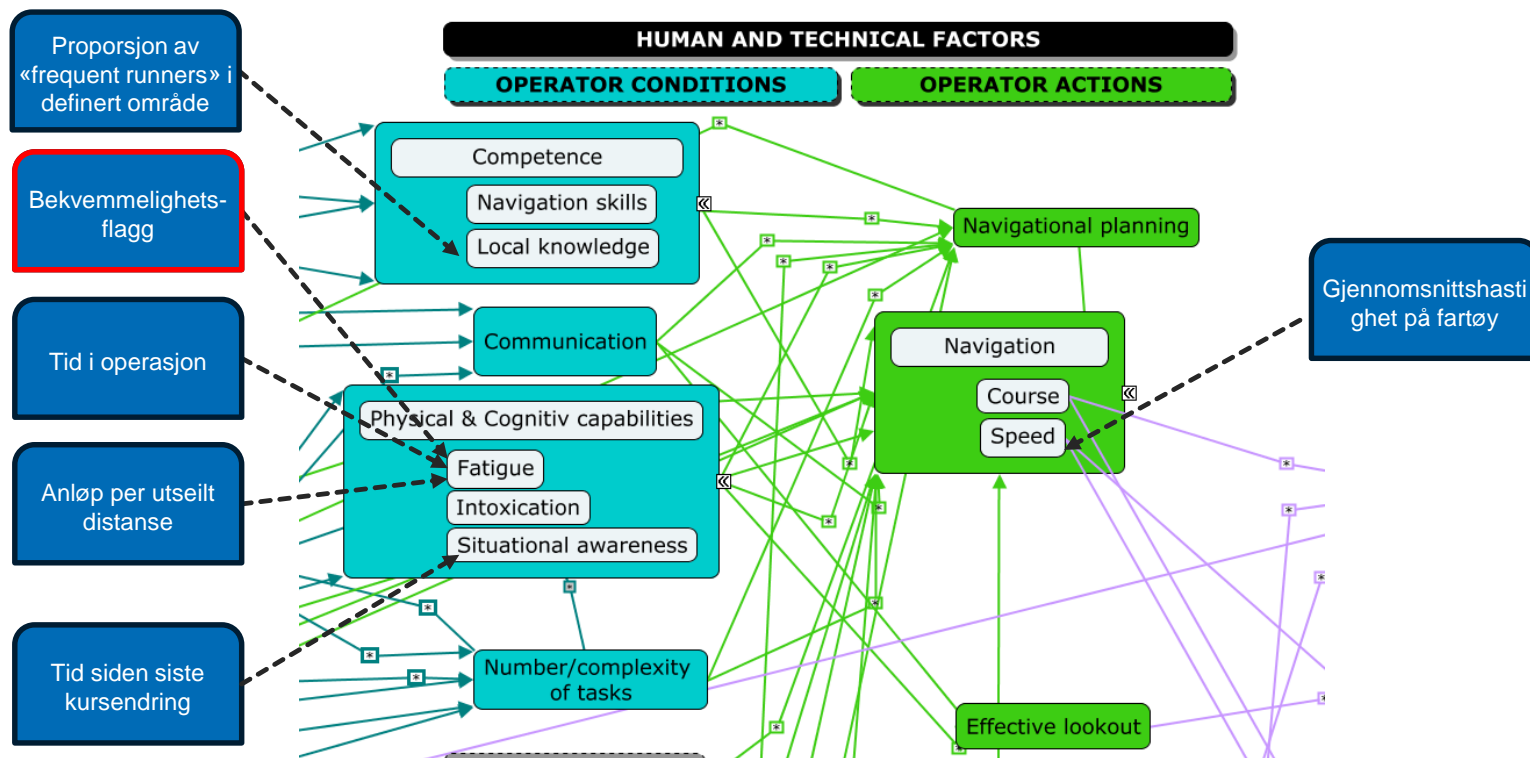 Proporsjon av
«frequent runners» i
definert område
Bekvemmelighets-
flagg
Tid i operasjon
Anløp per utseilt
distanse
Tid siden siste
kursendring
HUMAN AND TECHNICAL FACTORS
OPERATOR CONDITIONS
OPERATOR ACTIONS
Competence
Navigation skills
Local knowledge
Communication
Physical & Cognitiv capabilities
Fatigue
Intoxication
Situational awareness
Number/complexity
of tasks
Navigational planning
Navigation
Course
Speed
Effective lookout
Gjennomsnittshasti
ghet på fartøy